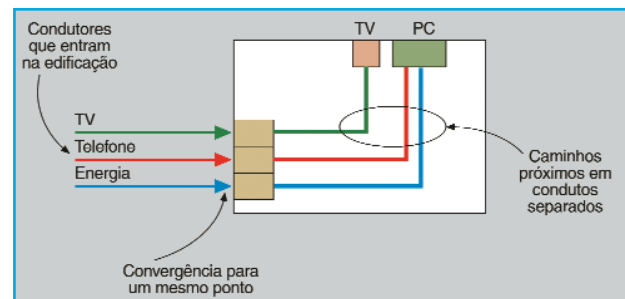 Condutores
que entram
na edificação
TV
PC
TV
Telefone
Energia
Caminhos
próximos em
condutos
separados
Convergência para
um mesmo ponto